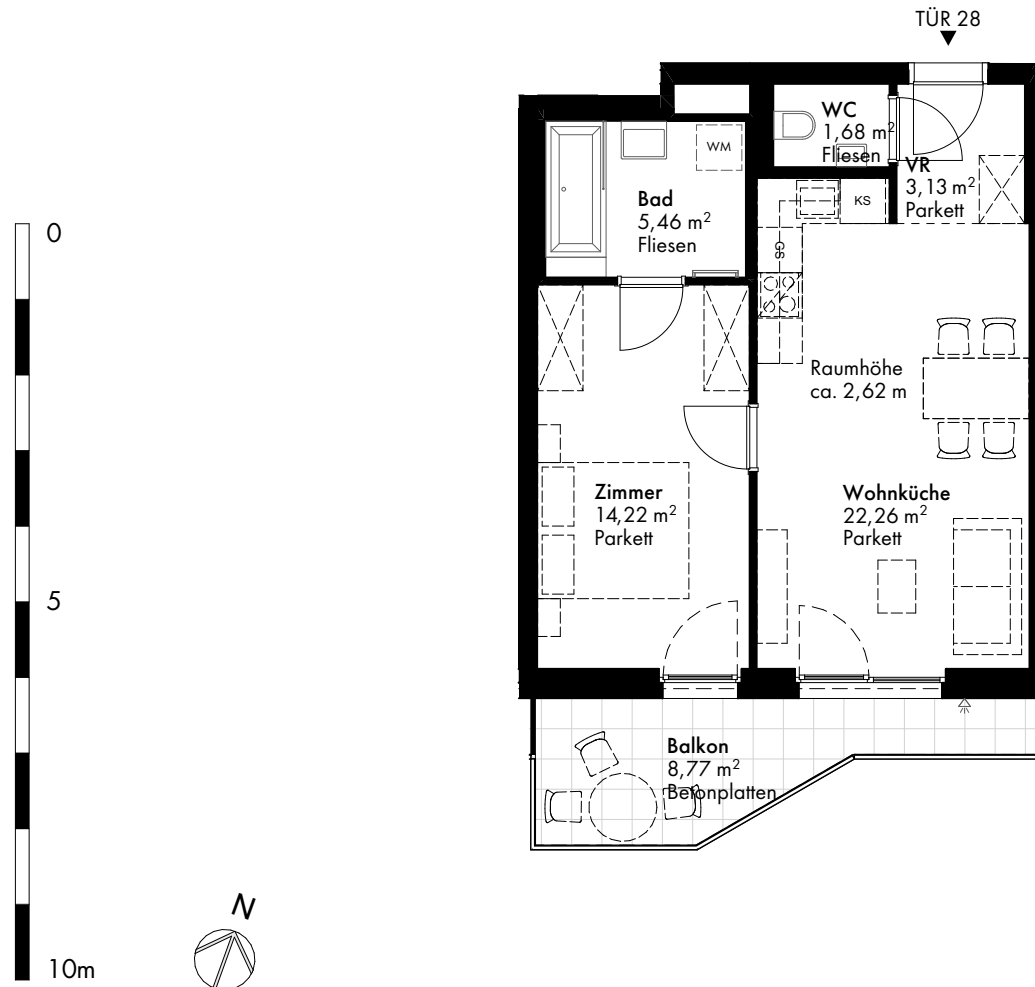 TÜR 28
WC
1,68 m²
Fliesen
VR
3,13 m²
Parkett
WM
Bad
5,46 m²
Fliesen
KS
GS
Raumhöhe
ca. 2,62 m
Zimmer
14,22 m²
Parkett
Wohnküche
22,26 m²
Parkett
Balkon
8,77 m²
Betonplatten
0
5
10m
N